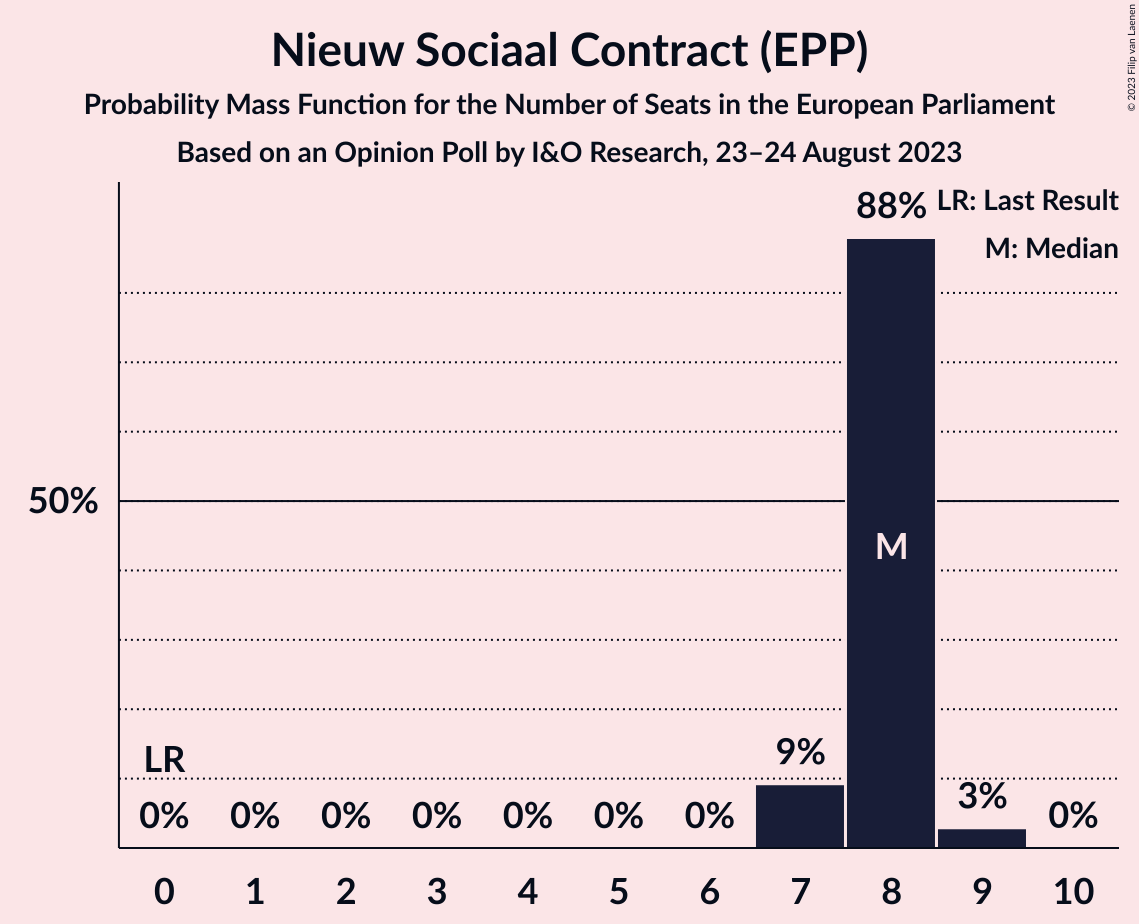 Nieuw Sociaal Contract (EPP)
Probability Mass Function for the Number of Seats in the European Parliament
Based on an Opinion Poll by I&O Research, 23–24 August 2023
© 2023 Filip van Laenen
LR: Last Result
M: Median
88%
50%
M
LR
9%
3%
0% 0% 0% 0% 0% 0% 0% 0%
0 1 2 3 4 5 6 7 8 9 10